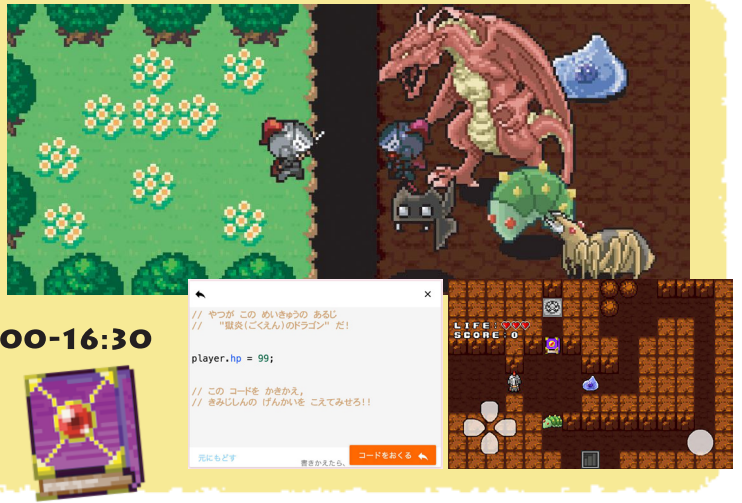 00-16:30
// やつが この めいきゅうの あるじ
// "獄炎(ごくえん)のドラゴン" だ!
player.hp = 99;
// この コードを かきかえ,
// きみじしんの げんかいを こえてみせろ!!
元にもどす
書きかえたら、
コードをおくる
LIFE:
SCORE:0